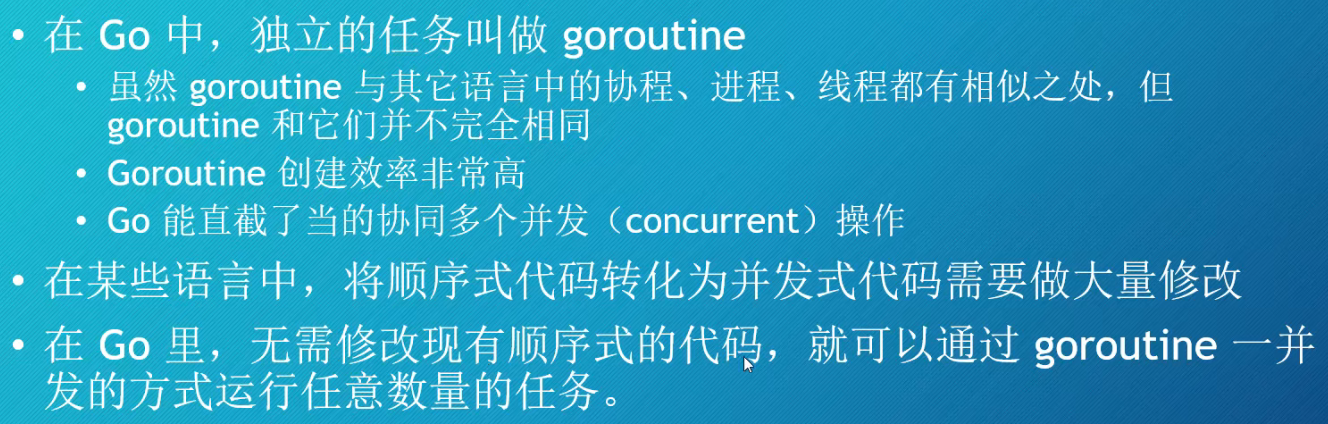 • 在 Go 中，独立的任务叫做 goroutine
• 虽然 goroutine 与其它语言中的协程、进程、线程都有相似之处，但
goroutine 和它们并不完全相同
• Goroutine 创建效率非常高
• Go 能直截了当的协同多个并发（concurrent）操作
• 在某些语言中，将顺序式代码转化为并发式代码需要做大量修改
• 在 Go 里，无需修改现有顺序式的代码，就可以通过 goroutine 一并
发的方式运行任意数量的任务。